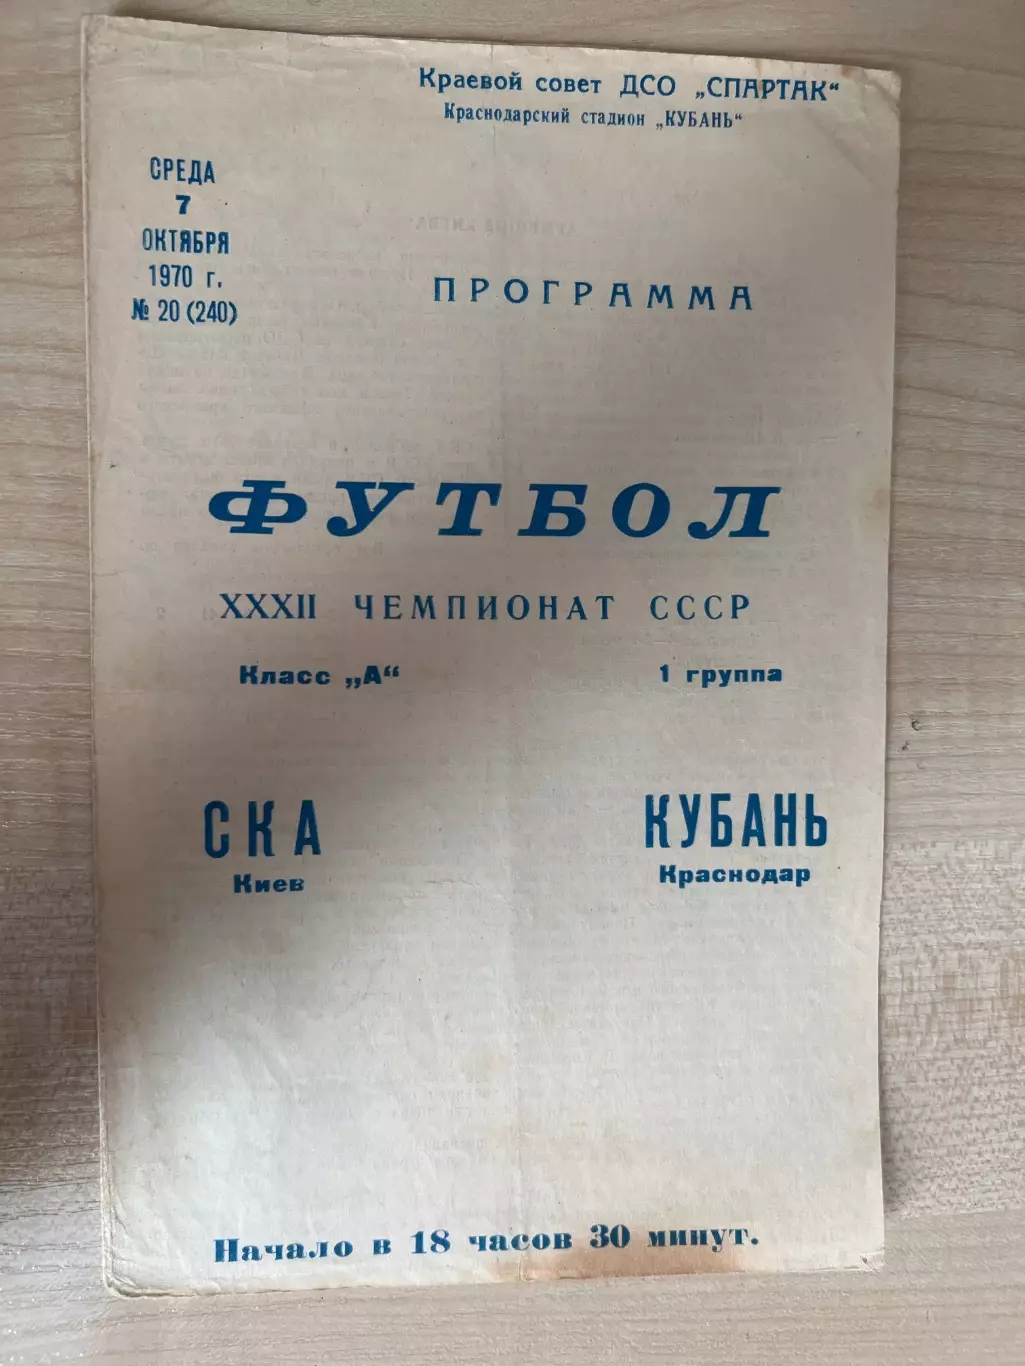 Краевой совет ДСО „СПАРТАК“
Краснодарский стадион „КУБАНЬ“
СРЕДА
7
ОКТЯБРЯ
1970 г.
№ 20 (240)
ПРОГРАММА
ФУТБОЛ
XXXII ЧЕМПИОНАТ СССР
Класс „А“ 1 группа
СКА КУБАНЬ
Киев Краснодар
Начало в 18 часов 30 минут.